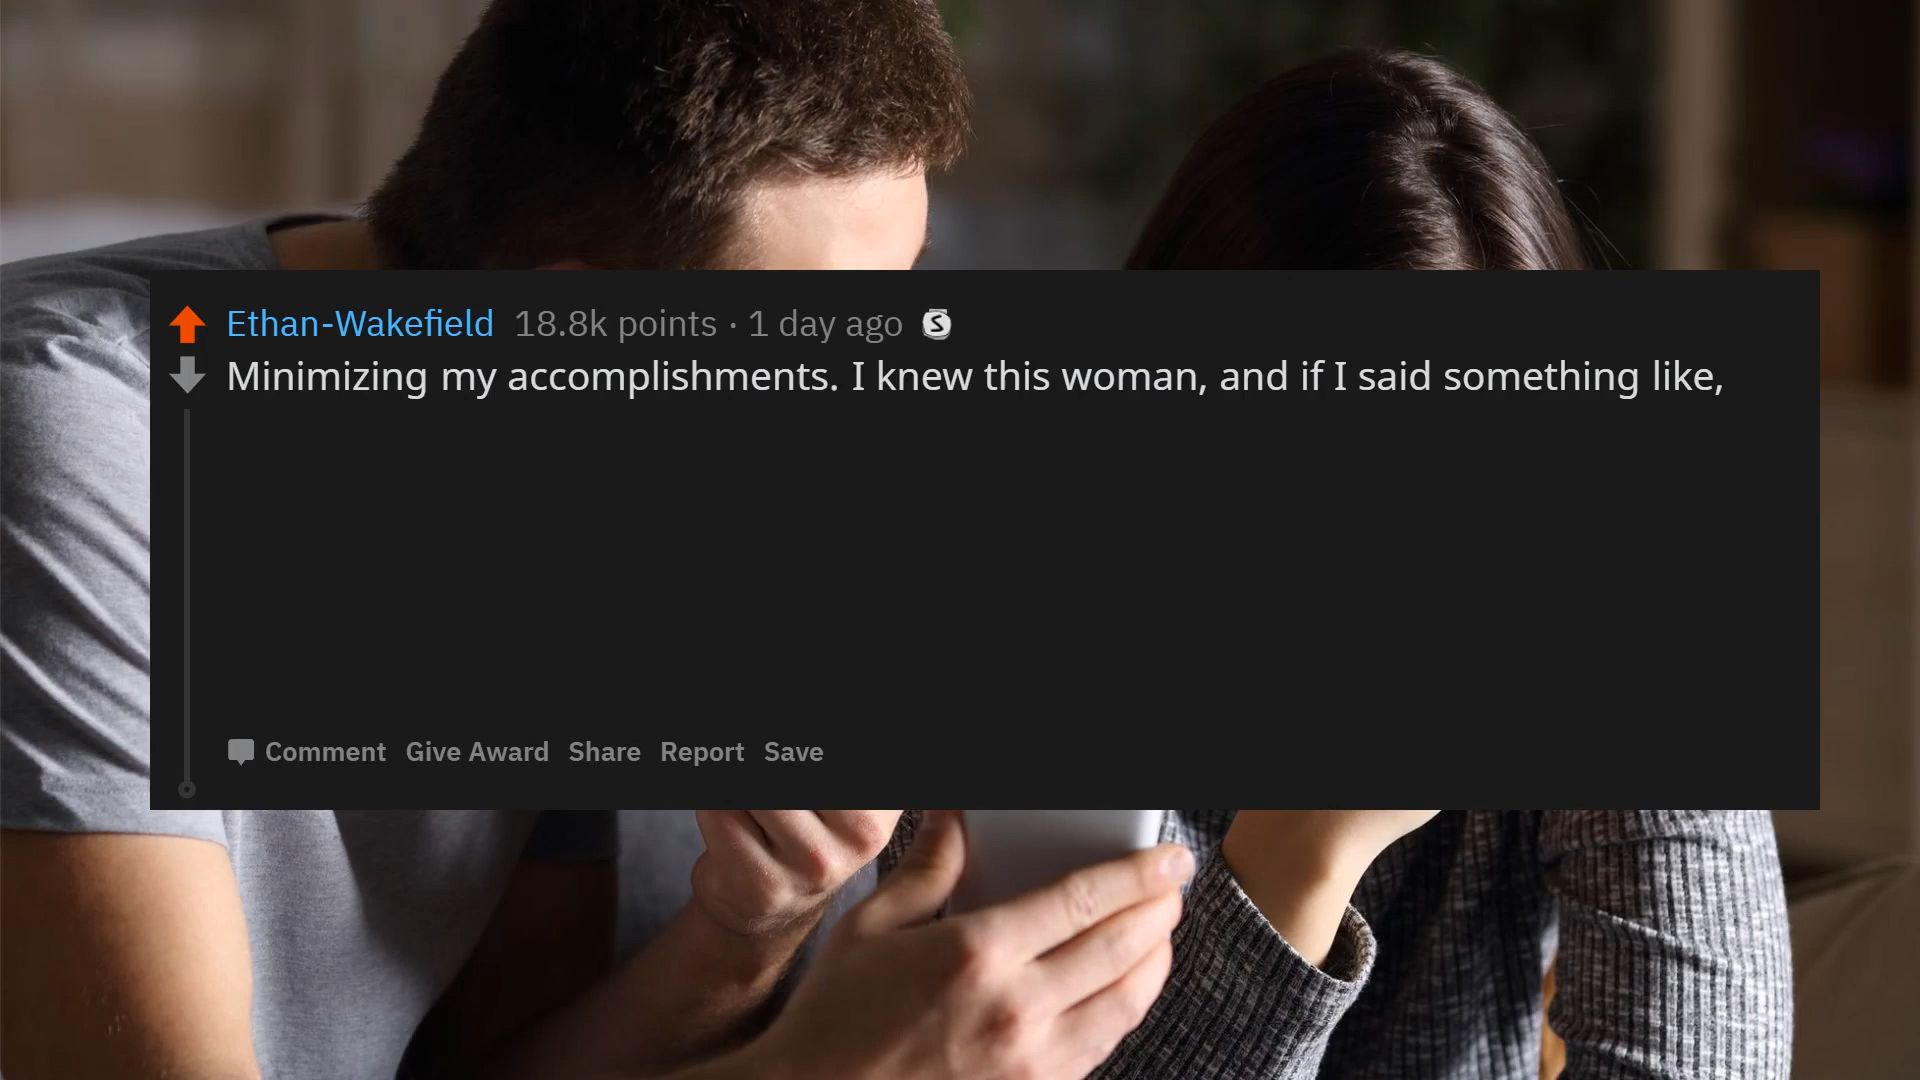 Ethan-Wakefield 18.8k points · 1 day ago S
Minimizing my accomplishments. I knew this woman, and if I said something like,
Comment Give Award Share Report Save